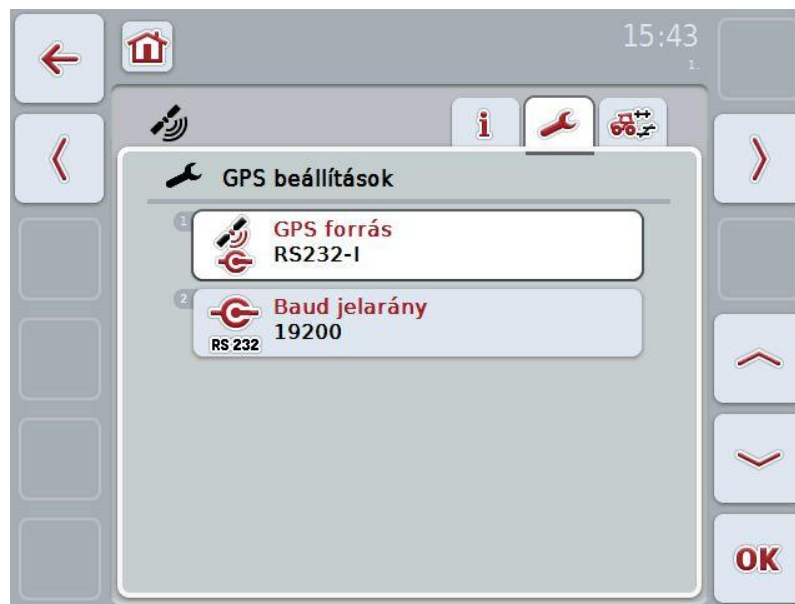 15:43
1.
i
GPS beállítások
1
GPS forrás
RS232-I
2
Baud jelarány
19200
RS 232
OK